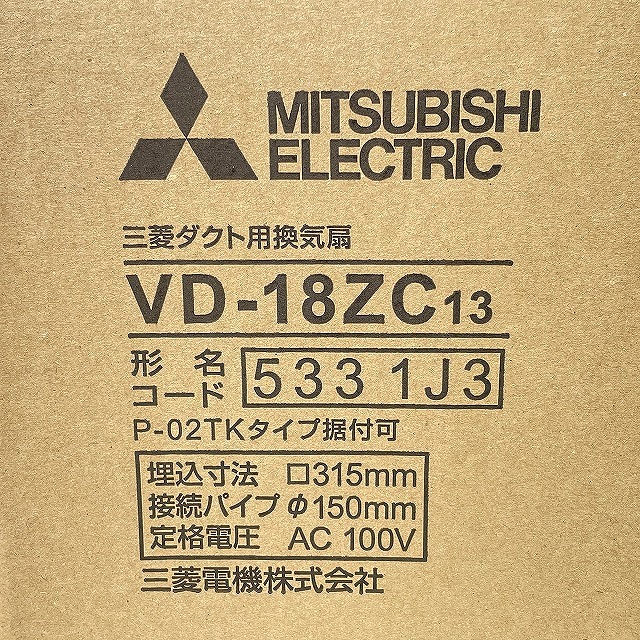 MITSUBISHI
ELECTRIC
三菱ダクト用換気扇
VD-18ZC13
形名
コード 5331J3
P-02TKタイプ据付可
埋込寸法 □315mm
接続パイプ φ150mm
定格電圧 AC 100V
三菱電機株式会社